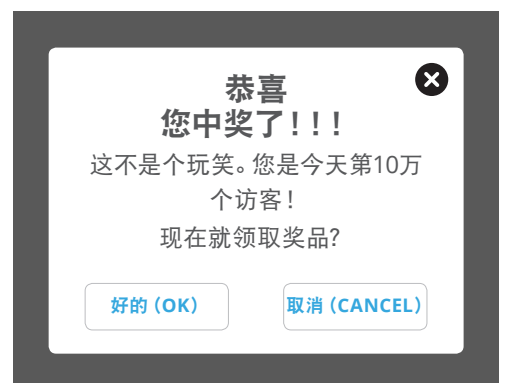 恭喜
您中奖了！！！
这不是个玩笑。您是今天第10万
个访客！
现在就领取奖品？
好的（OK）
取消（CANCEL）